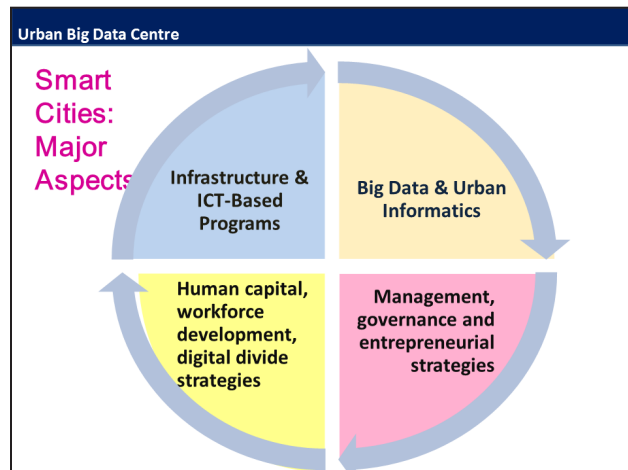 Urban Big Data Centre
Smart
Cities:
Major
Aspects
Infrastructure &
ICT-Based
Programs
Big Data & Urban
Informatics
Human capital,
workforce
development,
digital divide
strategies
Management,
governance and
entrepreneurial
strategies